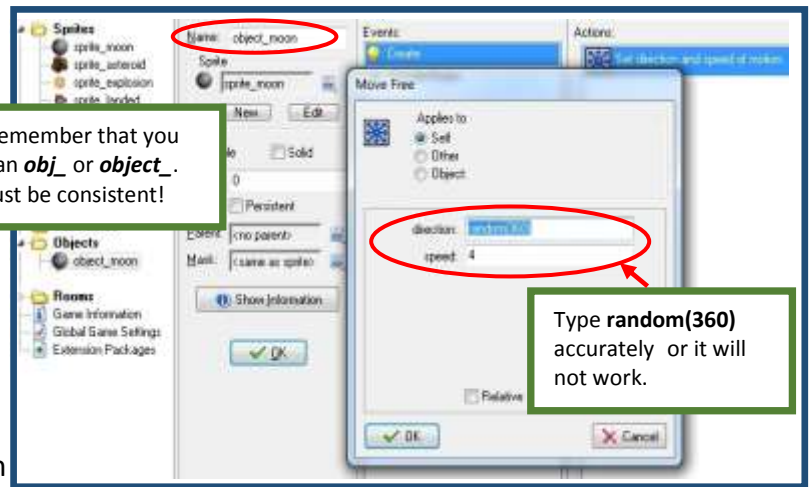 Sprites
sprite_moon
sprite_asteroid
sprite_explosion
sprite_landed
emember that you
an obj_ or object_.
ust be consistent!
Objects
object_moon
Rooms
Game Information
Global Game Settings
Extension Packages
Name: object_moon
Sprite
sprite_moon
New Edit
Solid
0
Persistent
Parent: <no parent>
Mask: <same as sprite>
Show Information
OK
Events:
Create
Actions:
Set direction and speed of motion
Move Free
Applies to
Self
Other
Object
direction: random(360)
speed: 4
Relative
OK Cancel
Type random(360)
accurately or it will
not work.
n